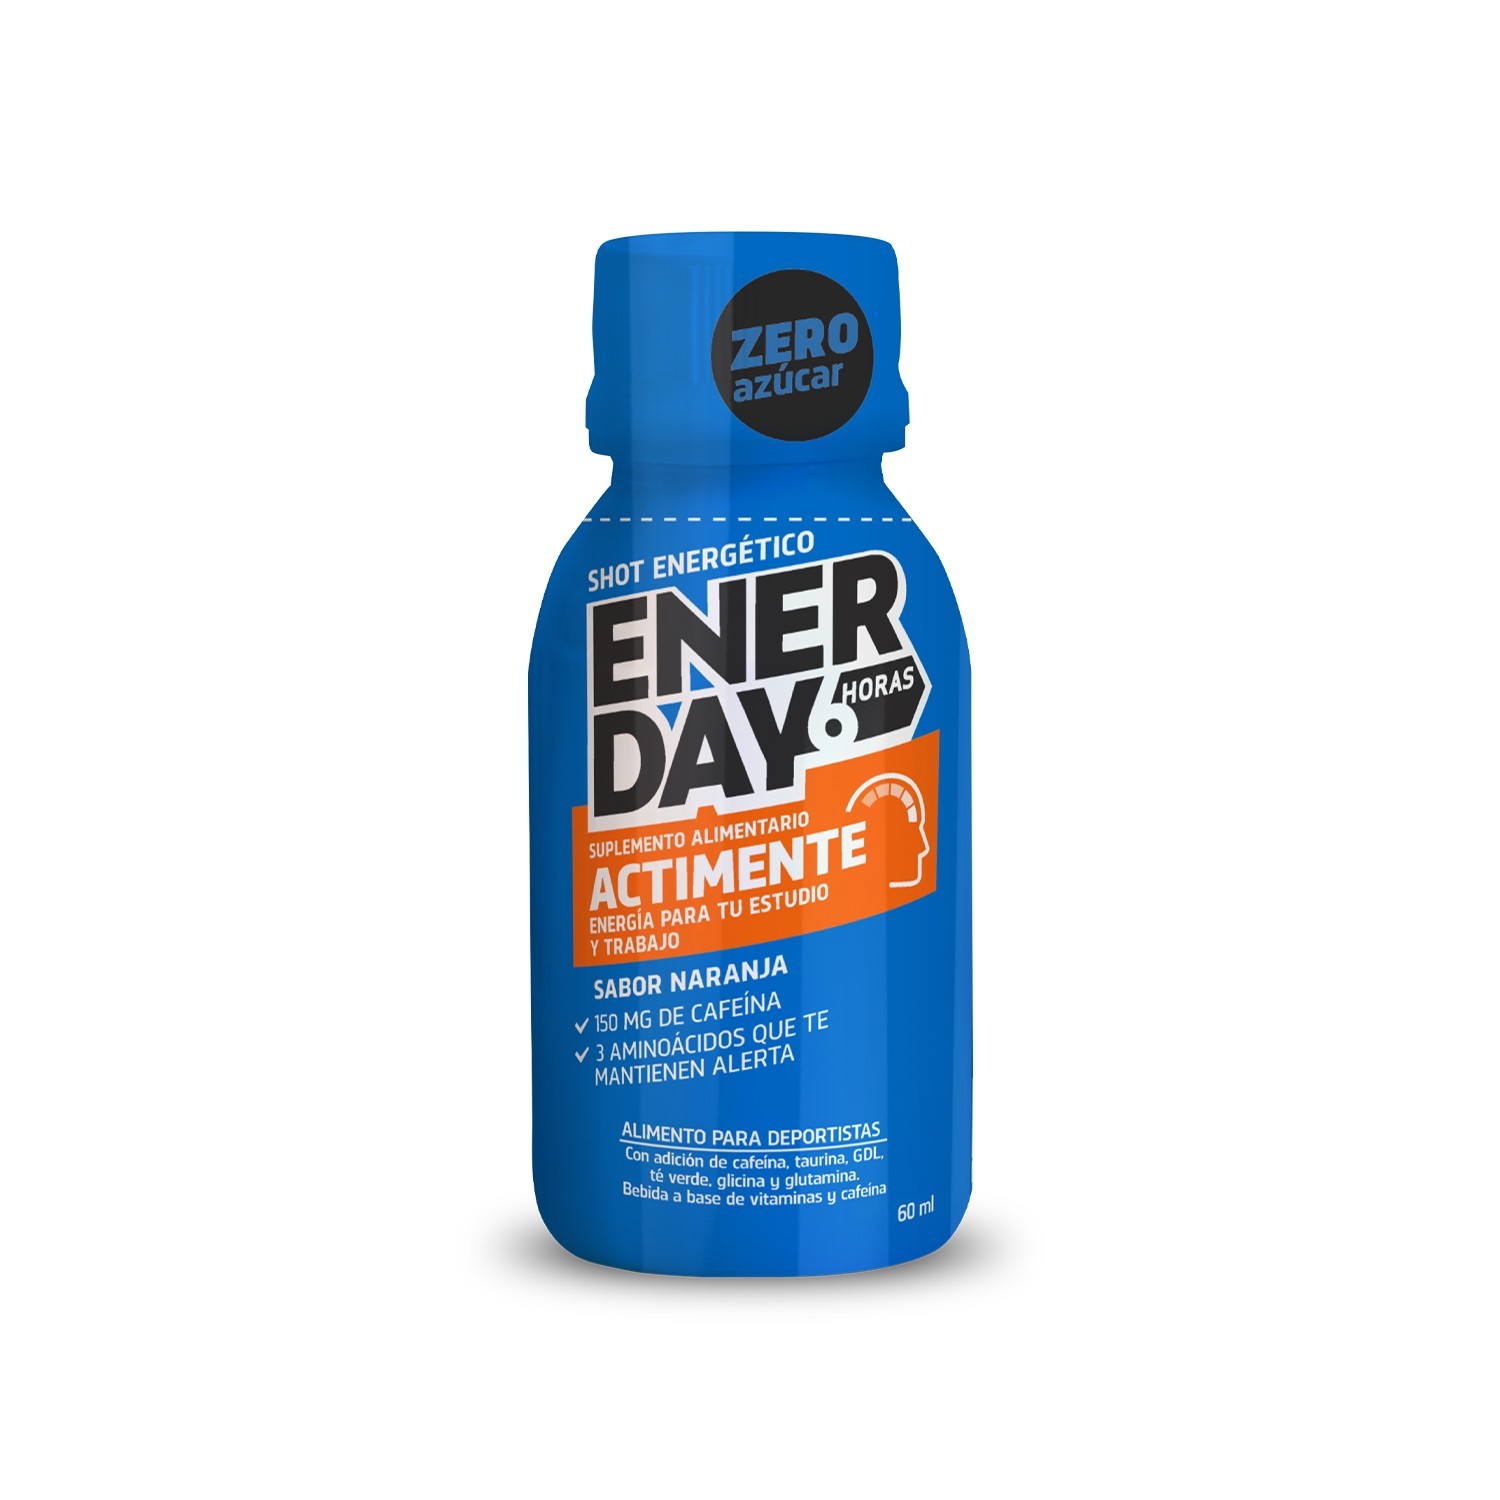 ZERO
azúcar
SHOT ENERGÉTICO
ENER
DAY6
HORAS
SUPLEMENTO ALIMENTARIO
ACTIMENTE
ENERGÍA PARA TU ESTUDIO
Y TRABAJO
SABOR NARANJA
150 MG DE CAFEÍNA
3 AMINOÁCIDOS QUE TE
MANTIENEN ALERTA
ALIMENTO PARA DEPORTISTAS
Con adición de cafeína, taurina, GDL,
té verde, glicina y glutamina.
Bebida a base de vitaminas y cafeína
60 ml